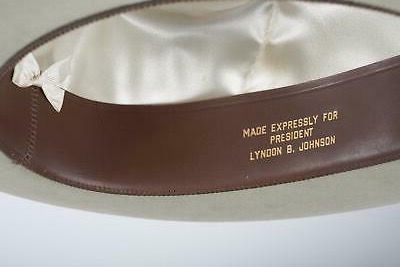 MADE EXPRESSLY FOR
PRESIDENT
LYNDON B. JOHNSON